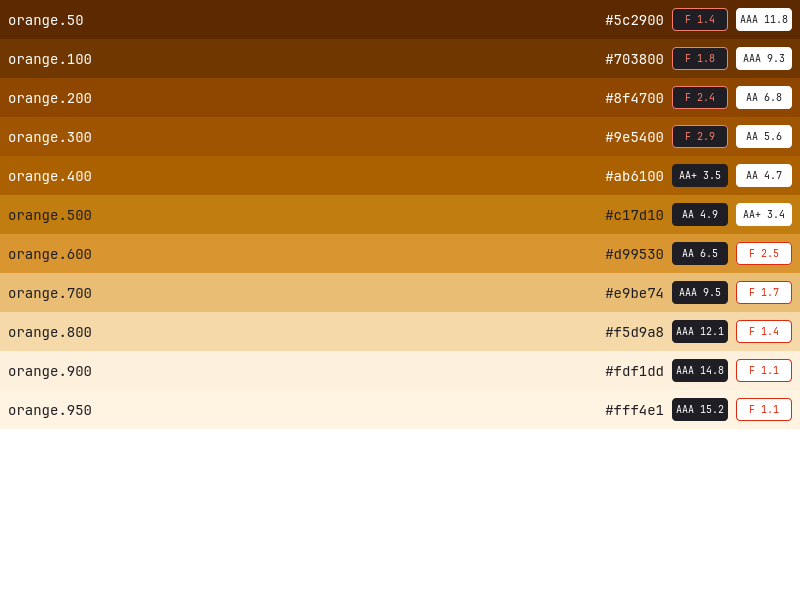 orange.50 #5c2900 F 1.4 AAA 11.8
orange.100 #703800 F 1.8 AAA 9.3
orange.200 #8f4700 F 2.4 AA 6.8
orange.300 #9e5400 F 2.9 AA 5.6
orange.400 #ab6100 AA+ 3.5 AA 4.7
orange.500 #c17d10 AA 4.9 AA+ 3.4
orange.600 #d99530 AA 6.5 F 2.5
orange.700 #e9be74 AAA 9.5 F 1.7
orange.800 #f5d9a8 AAA 12.1 F 1.4
orange.900 #fdf1dd AAA 14.8 F 1.1
orange.950 #fff4e1 AAA 15.2 F 1.1